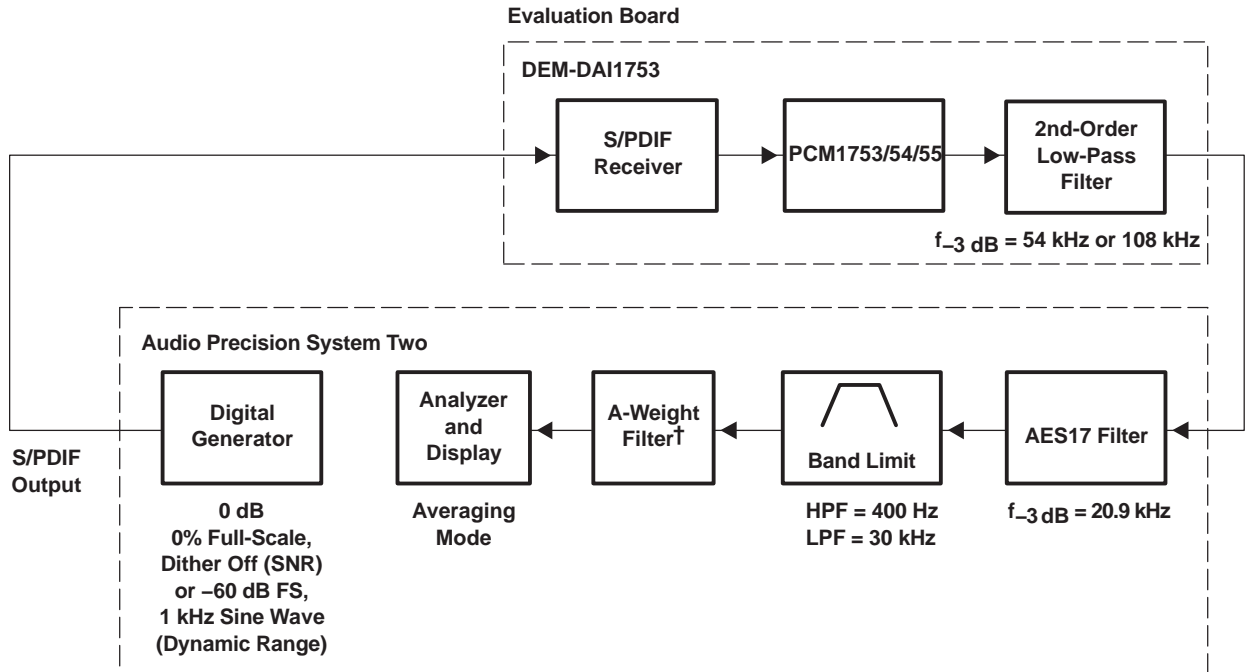 Evaluation Board
DEM-DAI1753
S/PDIF
Receiver
PCM1753/54/55
2nd-Order
Low-Pass
Filter
f–3 dB = 54 kHz or 108 kHz
Audio Precision System Two
Digital
Generator
Analyzer
and
Display
A-Weight
Filter†
Band Limit
AES17 Filter
S/PDIF
Output
0 dB
0% Full-Scale,
Dither Off (SNR)
or –60 dB FS,
1 kHz Sine Wave
(Dynamic Range)
Averaging
Mode
HPF = 400 Hz
LPF = 30 kHz
f–3 dB = 20.9 kHz